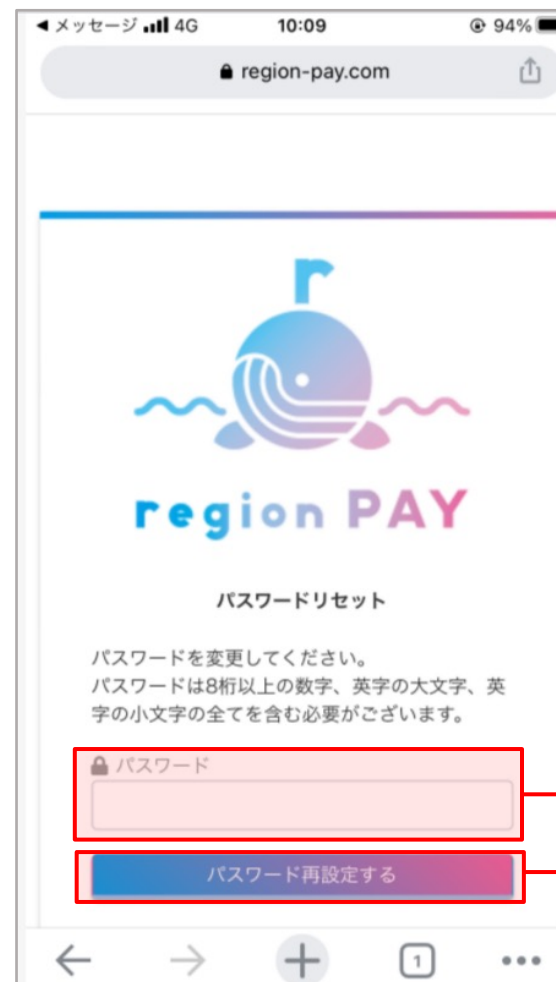 メッセージ 4G 10:09 94%
region-pay.com
r
region PAY
パスワードリセット
パスワードを変更してください。
パスワードは8桁以上の数字、英字の大文字、英
字の小文字の全てを含む必要がございます。
パスワード
パスワード再設定する
1